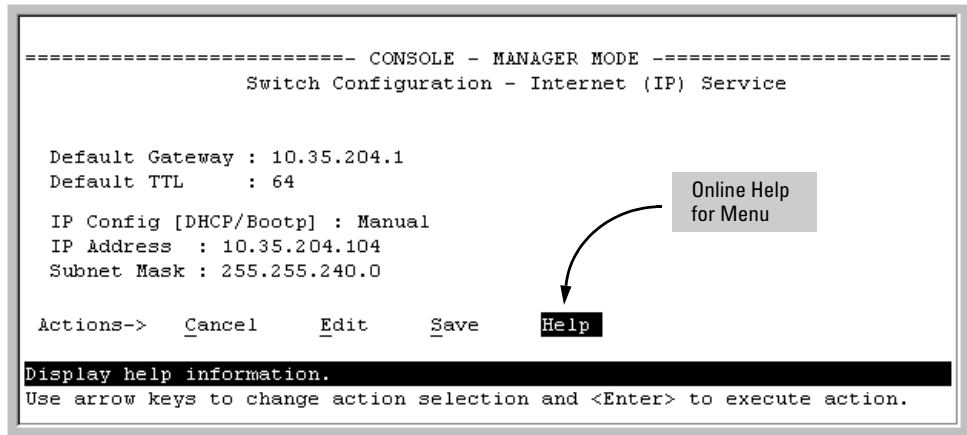 ===========================- CONSOLE - MANAGER MODE -========================
Switch Configuration - Internet (IP) Service
Default Gateway : 10.35.204.1
Default TTL : 64
Online Help
for Menu
IP Config [DHCP/Bootp] : Manual
IP Address : 10.35.204.104
Subnet Mask : 255.255.240.0
Actions-> Cancel Edit Save Help
Display help information.
Use arrow keys to change action selection and <Enter> to execute action.